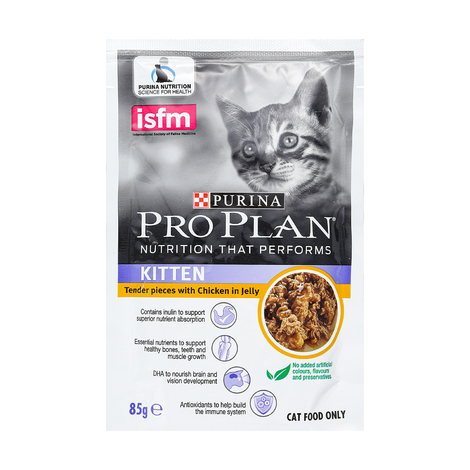 PURINA NUTRITION
SCIENCE FOR HEALTH
isfm
International Society of Feline Medicine
PURINA
PRO PLAN
NUTRITION THAT PERFORMS
KITTEN
Tender pieces with Chicken in Jelly
Contains inulin to support
superior nutrient absorption
Essential nutrients to support
healthy bones, teeth and
muscle growth
DHA to nourish brain and
vision development
Antioxidants to help build
the immune system
No added artificial
colours, flavours
and preservatives
85g ℮
CAT FOOD ONLY